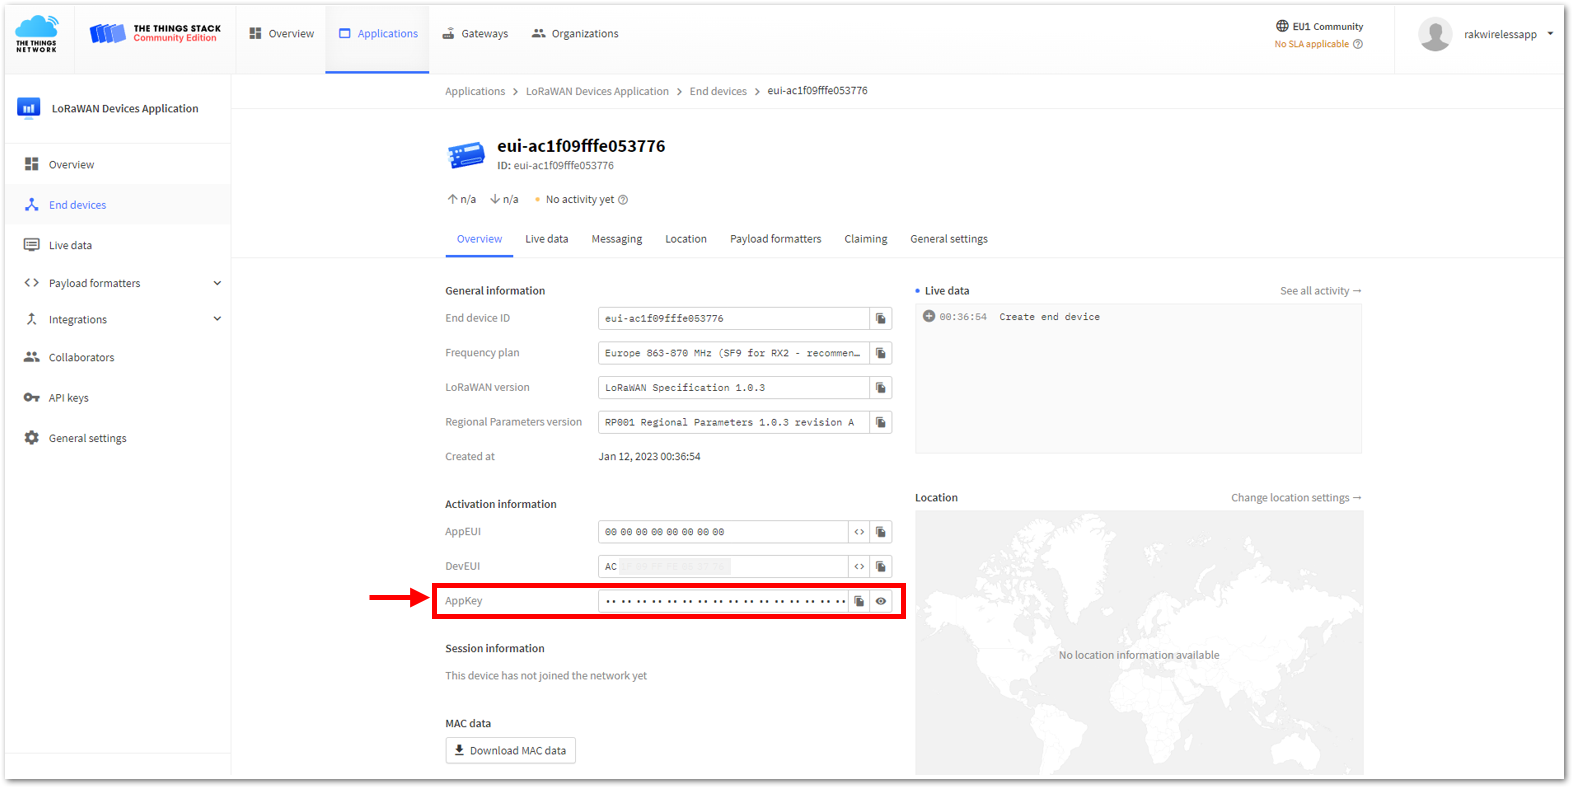 THE THINGS NETWORK
THE THINGS STACK
Community Edition
Overview
Applications
Gateways
Organizations
EU1 Community
No SLA applicable
rakwirelessapp
LoRaWAN Devices Application
Overview
End devices
Live data
Payload formatters
Integrations
Collaborators
API keys
General settings
Applications > LoRaWAN Devices Application > End devices > eui-ac1f09fffe053776
eui-ac1f09fffe053776
ID: eui-ac1f09fffe053776
↑ n/a ↓ n/a • No activity yet
Overview
Live data
Messaging
Location
Payload formatters
Claiming
General settings
General information
End device ID
eui-ac1f09fffe053776
Frequency plan
Europe 863-870 MHz (SF9 for RX2 - recommen…
LoRaWAN version
LoRaWAN Specification 1.0.3
Regional Parameters version
RP001 Regional Parameters 1.0.3 revision A
Created at
Jan 12, 2023 00:36:54
Activation information
AppEUI
00 00 00 00 00 00 00 00
DevEUI
AC
AppKey
•• •• •• •• •• •• •• •• •• •• •• •• •• •• •• ••
Session information
This device has not joined the network yet
MAC data
Download MAC data
Live data
See all activity →
00:36:54 Create end device
Location
Change location settings →
No location information available